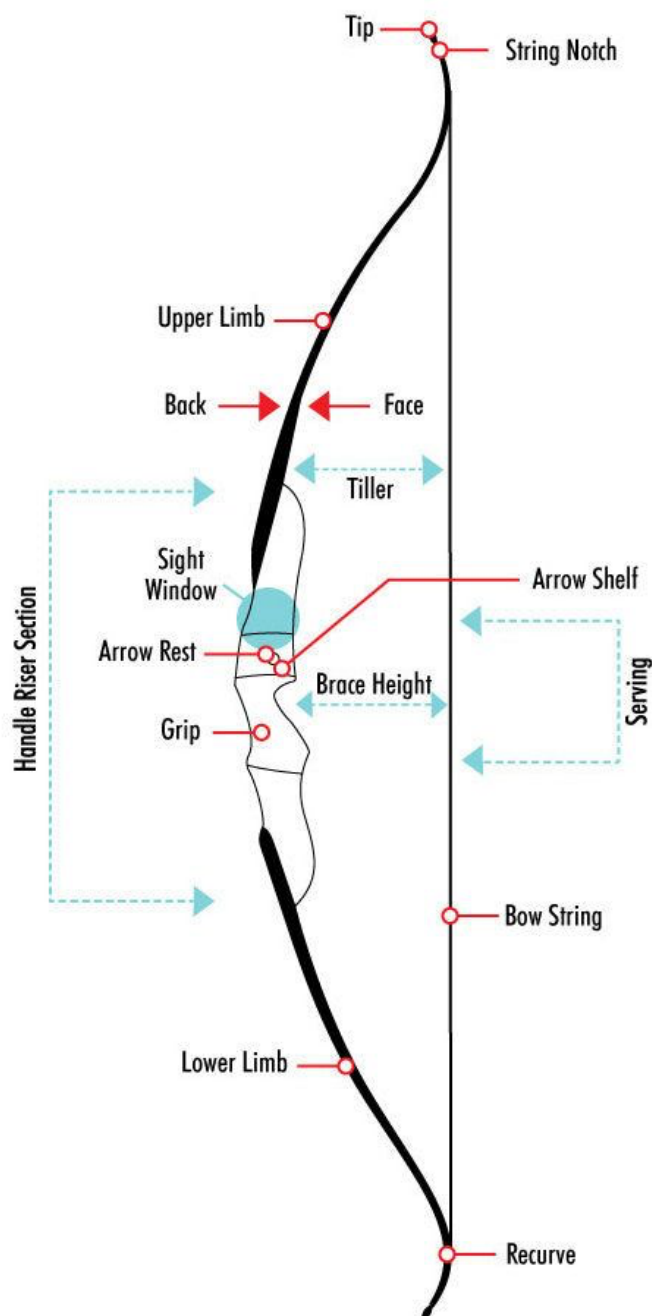 Tip
String Notch
Upper Limb
Back
Face
Tiller
Sight
Window
Arrow Shelf
Arrow Rest
Brace Height
Serving
Handle Riser Section
Grip
Bow String
Lower Limb
Recurve